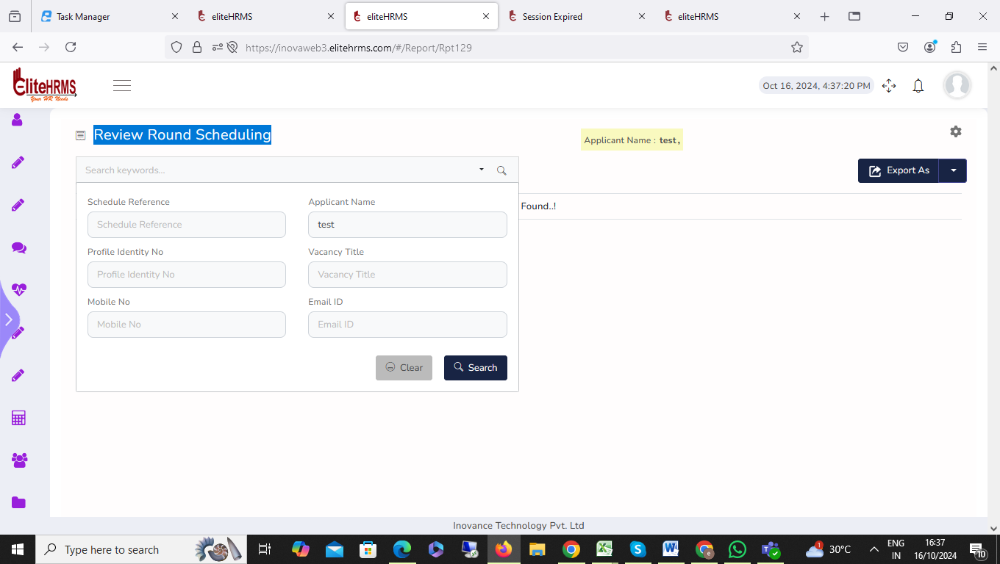 Task Manager
eliteHRMS
eliteHRMS
Session Expired
eliteHRMS
https://inovaweb3.elitehrms.com/#/Report/Rpt129
EliteHRMS
Your HR Needs
Oct 16, 2024, 4:37:20 PM
Review Round Scheduling
Applicant Name : test,
Search keywords...
Export As
Found..!
Schedule Reference
Applicant Name
Schedule Reference
test
Profile Identity No
Vacancy Title
Profile Identity No
Vacancy Title
Mobile No
Email ID
Mobile No
Email ID
Clear
Search
Inovance Technology Pvt. Ltd
Type here to search
1
30°C
ENG
IN
16:37
16/10/2024
10